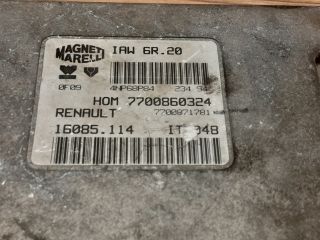 MAGNETI MARELLI
IAW 6R.20
0F09 4NP68P84 234 94
HOM 7700860324
RENAULT 7700871781
16085.114 IT 048